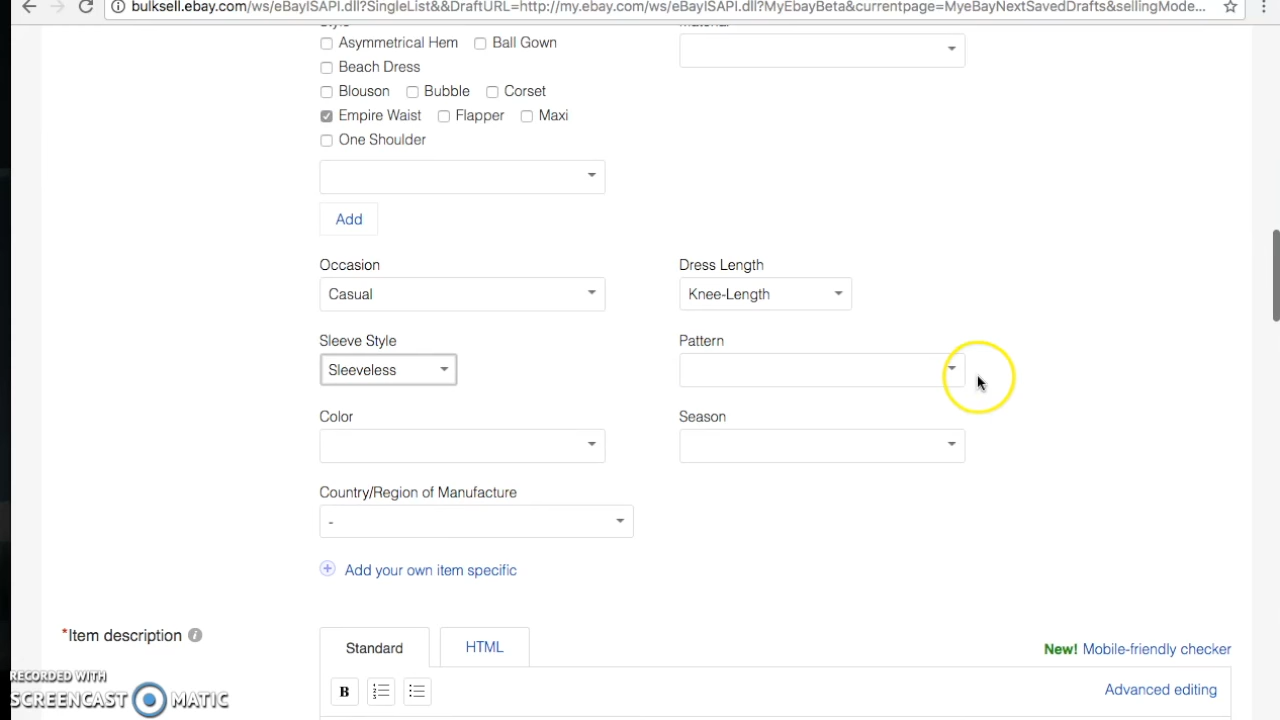 bulksell.ebay.com/ws/eBayISAPI.dll?SingleList&&DraftURL=http://my.ebay.com/ws/eBayISAPI.dll?MyEbayBeta&currentpage=MyeBayNextSavedDrafts&sellingMode...
Asymmetrical Hem Ball Gown
Beach Dress
Blouson Bubble Corset
Empire Waist Flapper Maxi
One Shoulder
Add
Occasion Dress Length
Casual Knee-Length
Sleeve Style Pattern
Sleeveless
Color Season
Country/Region of Manufacture
-
Add your own item specific
*Item description
Standard HTML
New! Mobile-friendly checker
B
Advanced editing
RECORDED WITH
SCREENCAST MATIC